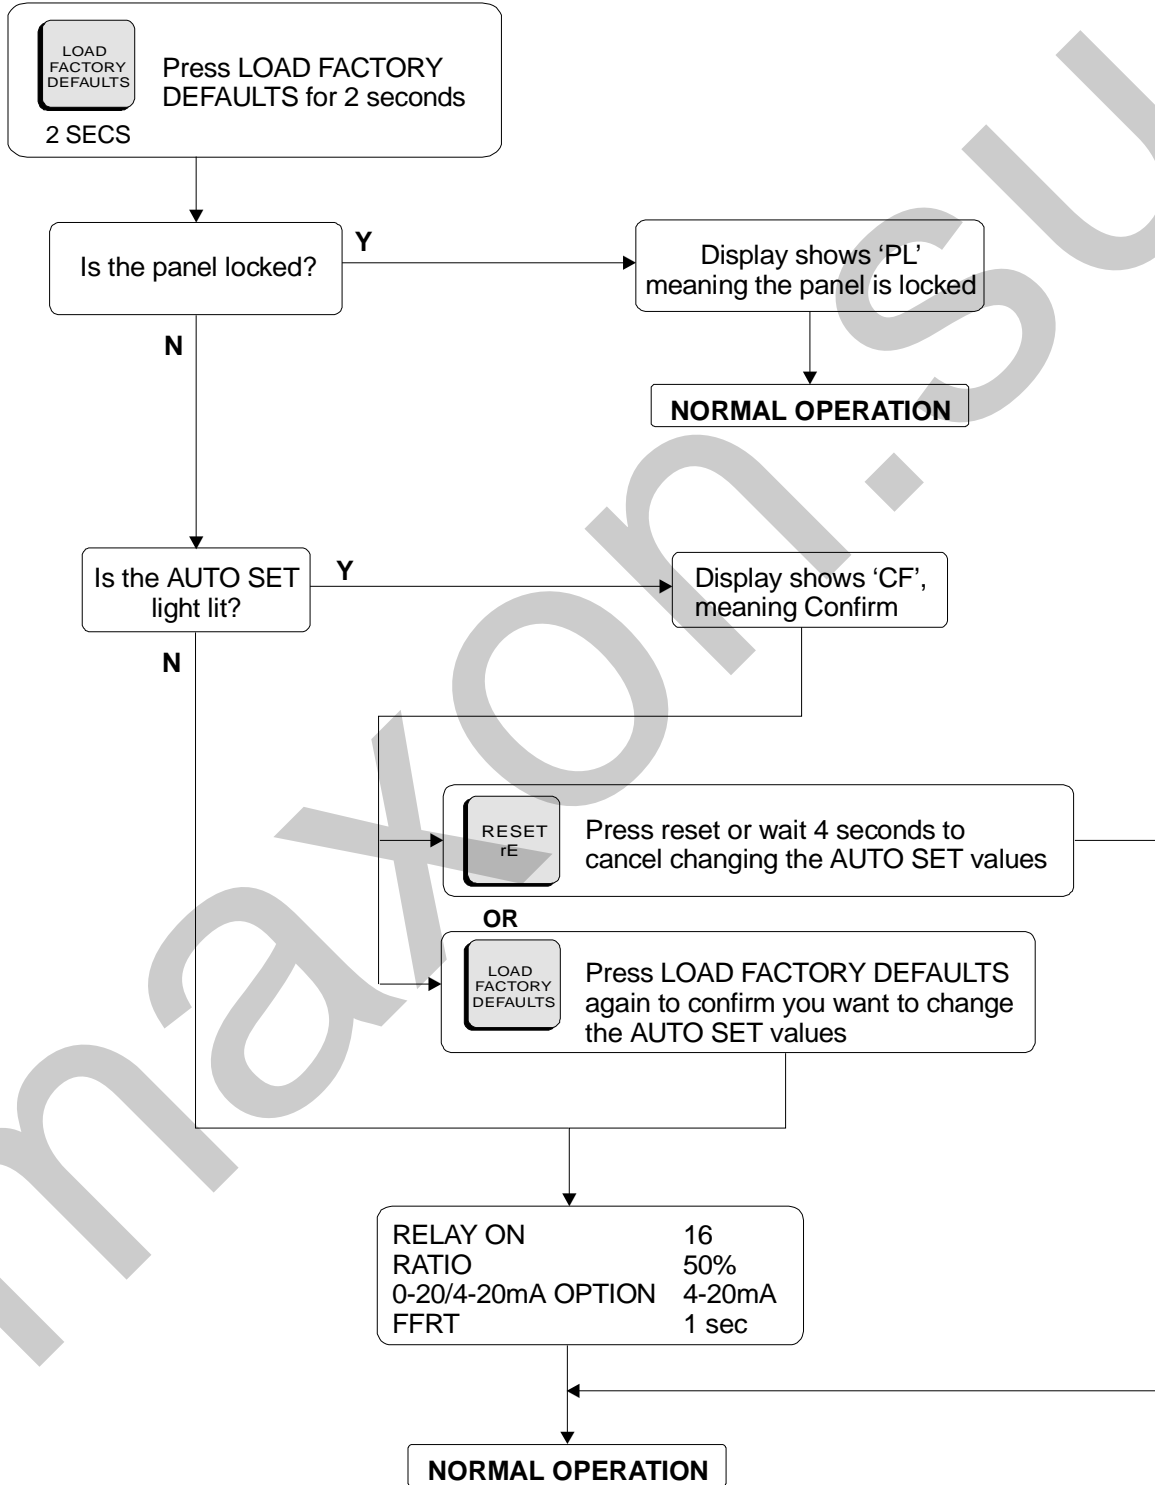 LOAD
FACTORY
DEFAULTS
2 SECS
Press LOAD FACTORY
DEFAULTS for 2 seconds
Is the panel locked?
Y
Display shows ‘PL’
meaning the panel is locked
N
NORMAL OPERATION
Is the AUTO SET
light lit?
Y
Display shows ‘CF’,
meaning Confirm
N
RESET
rE
Press reset or wait 4 seconds to
cancel changing the AUTO SET values
OR
LOAD
FACTORY
DEFAULTS
Press LOAD FACTORY DEFAULTS
again to confirm you want to change
the AUTO SET values
RELAY ON 16
RATIO 50%
0-20/4-20mA OPTION 4-20mA
FFRT 1 sec
NORMAL OPERATION
maxon.su